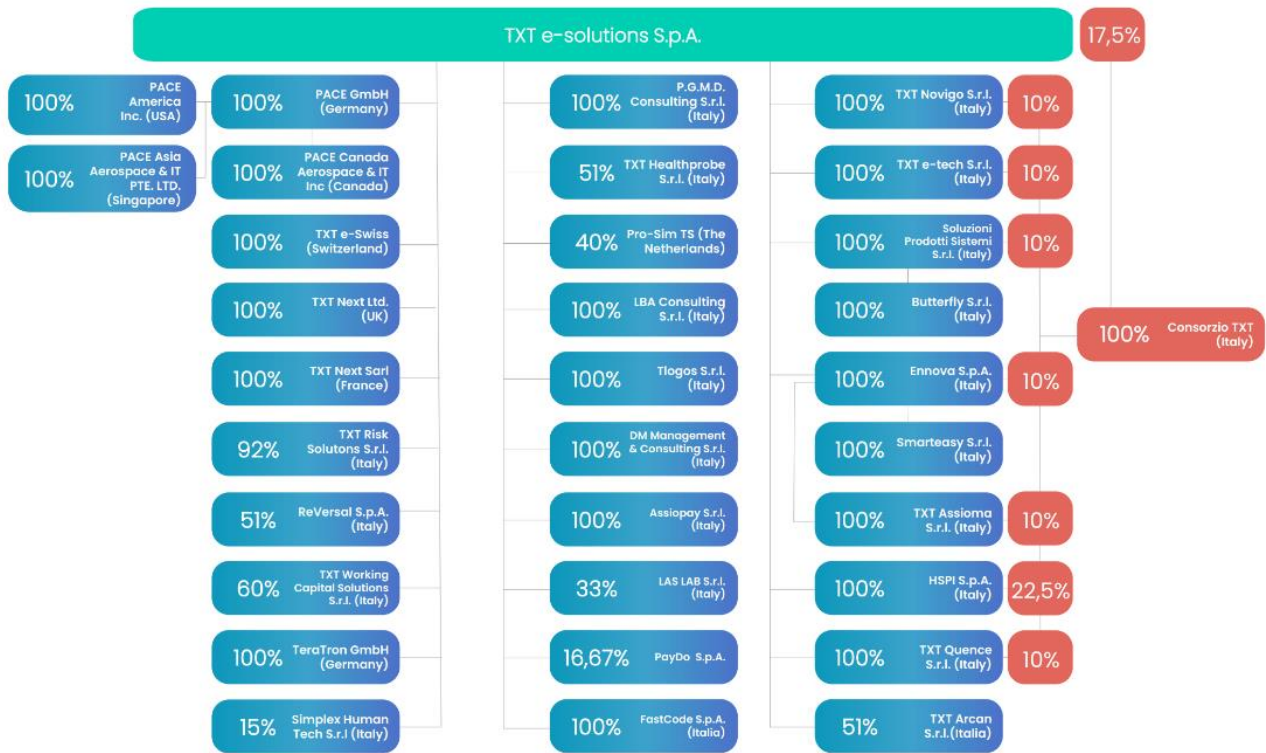 TXT e-solutions S.p.A.
17,5%
100%
PACE
America
Inc. (USA)
100%
PACE Asia
Aerospace & IT
PTE. LTD.
(Singapore)
100%
PACE GmbH
(Germany)
100%
PACE Canada
Aerospace & IT
Inc (Canada)
100%
TXT e-Swiss
(Switzerland)
100%
TXT Next Ltd.
(UK)
100%
TXT Next Sarl
(France)
92%
TXT Risk
Solutons S.r.l.
(Italy)
51%
ReVersal S.p.A.
(Italy)
60%
TXT Working
Capital Solutions
S.r.l. (Italy)
100%
TeraTron GmbH
(Germany)
15%
Simplex Human
Tech S.r.l (Italy)
100%
P.G.M.D.
Consulting S.r.l.
(Italy)
51%
TXT Healthprobe
S.r.l. (Italy)
40%
Pro-Sim TS (The
Netherlands)
100%
LBA Consulting
S.r.l. (Italy)
100%
Tlogos S.r.l.
(Italy)
100%
DM Management
& Consulting S.r.l.
(Italy)
100%
Assiopay S.r.l.
(Italy)
33%
LAS LAB S.r.l.
(Italy)
16,67%
PayDo S.p.A.
100%
FastCode S.p.A.
(Italia)
100%
TXT Novigo S.r.l.
(Italy)
10%
100%
TXT e-tech S.r.l.
(Italy)
10%
100%
Soluzioni
Prodotti Sistemi
S.r.l. (Italy)
10%
100%
Butterfly S.r.l.
(Italy)
100%
Ennova S.p.A.
(Italy)
10%
100%
Smarteasy S.r.l.
(Italy)
100%
TXT Assioma
S.r.l. (Italy)
10%
100%
HSPI S.p.A.
(Italy)
22,5%
100%
TXT Quence
S.r.l. (Italy)
10%
51%
TXT Arcan
S.r.l.(Italia)
100%
Consorzio TXT
(Italy)